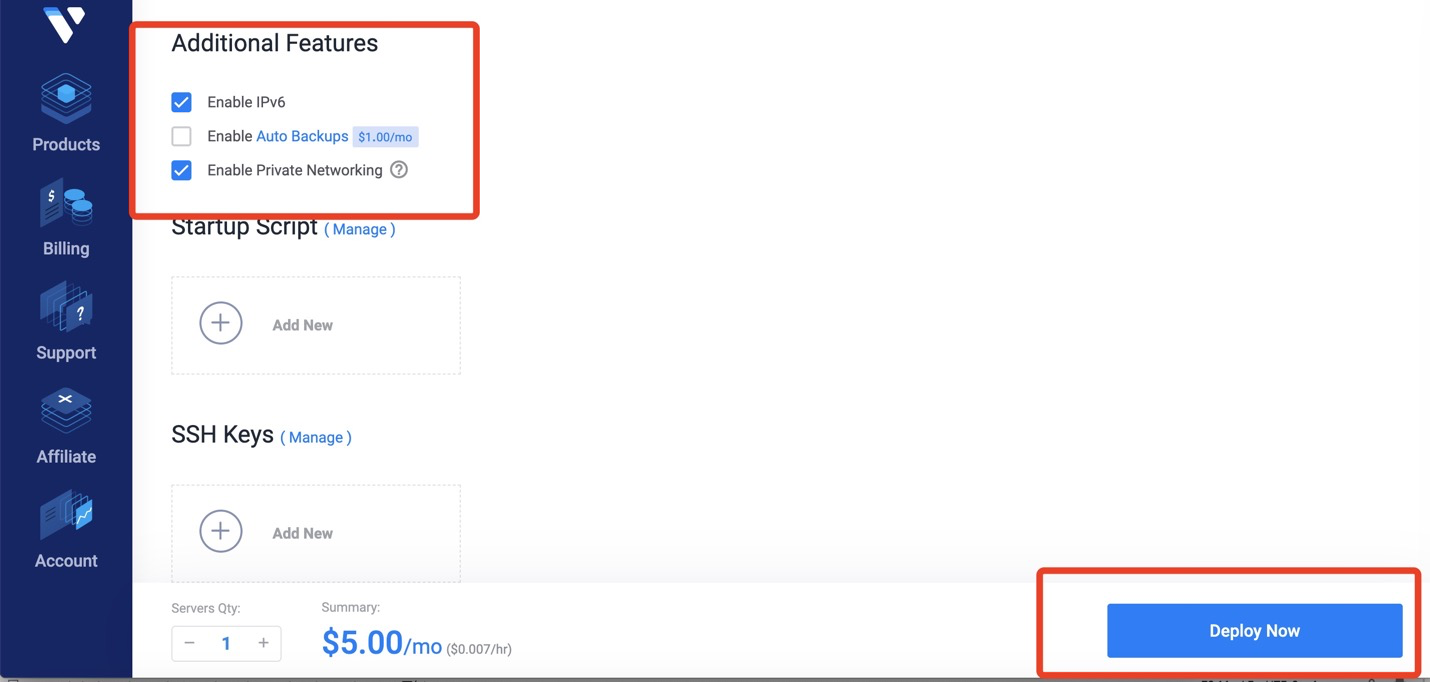 Additional Features
Enable IPv6
Enable Auto Backups $1.00/mo
Enable Private Networking ?
Startup Script ( Manage )
Add New
SSH Keys ( Manage )
Add New
Products
$
Billing
?
Support
Affiliate
Account
Servers Qty:
− 1 +
Summary:
$5.00/mo ($0.007/hr)
Deploy Now